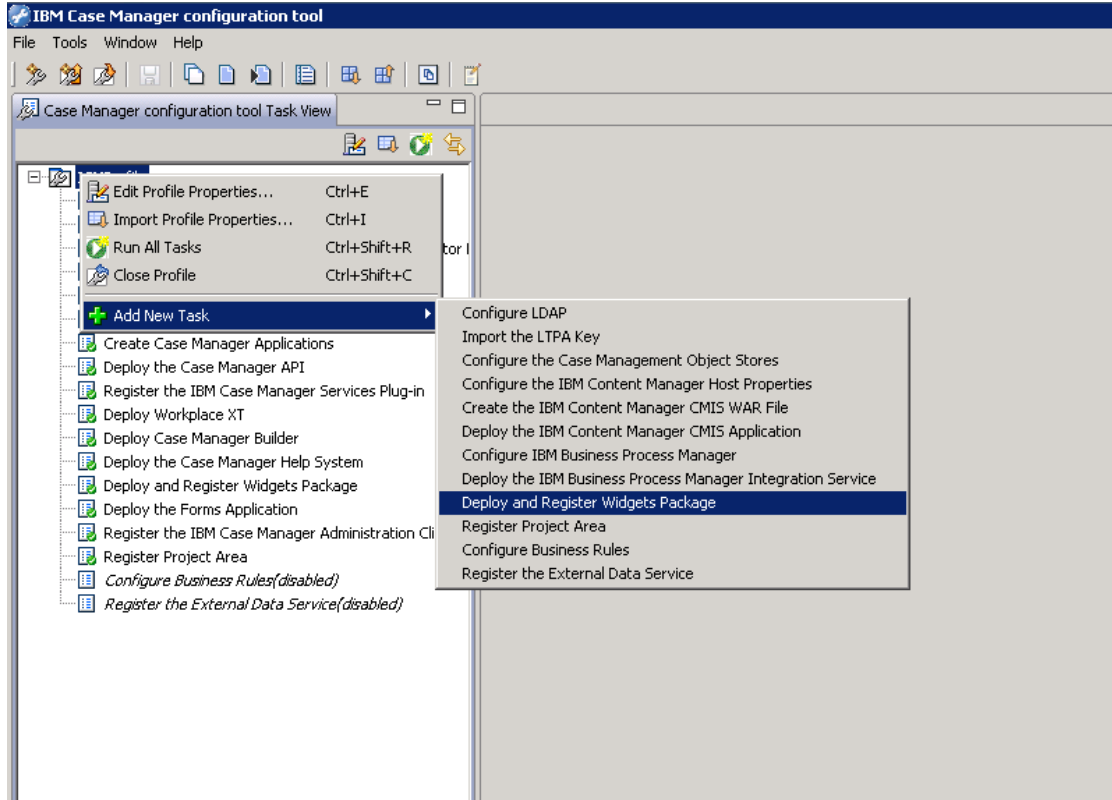 IBM Case Manager configuration tool
File Tools Window Help
Case Manager configuration tool Task View
Edit Profile Properties... Ctrl+E
Import Profile Properties... Ctrl+I
Run All Tasks Ctrl+Shift+R
tor I
Close Profile Ctrl+Shift+C
Add New Task
Configure LDAP
Import the LTPA Key
Configure the Case Management Object Stores
Configure the IBM Content Manager Host Properties
Create the IBM Content Manager CMIS WAR File
Deploy the IBM Content Manager CMIS Application
Configure IBM Business Process Manager
Deploy the IBM Business Process Manager Integration Service
Deploy and Register Widgets Package
Register Project Area
Configure Business Rules
Register the External Data Service
Create Case Manager Applications
Deploy the Case Manager API
Register the IBM Case Manager Services Plug-in
Deploy Workplace XT
Deploy Case Manager Builder
Deploy the Case Manager Help System
Deploy and Register Widgets Package
Deploy the Forms Application
Register the IBM Case Manager Administration Cli
Register Project Area
Configure Business Rules(disabled)
Register the External Data Service(disabled)